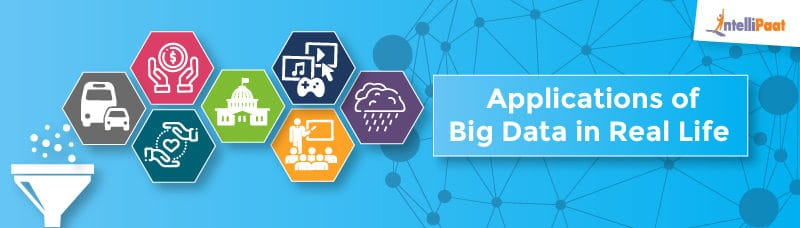 IntelliPaat
Applications of
Big Data in Real Life